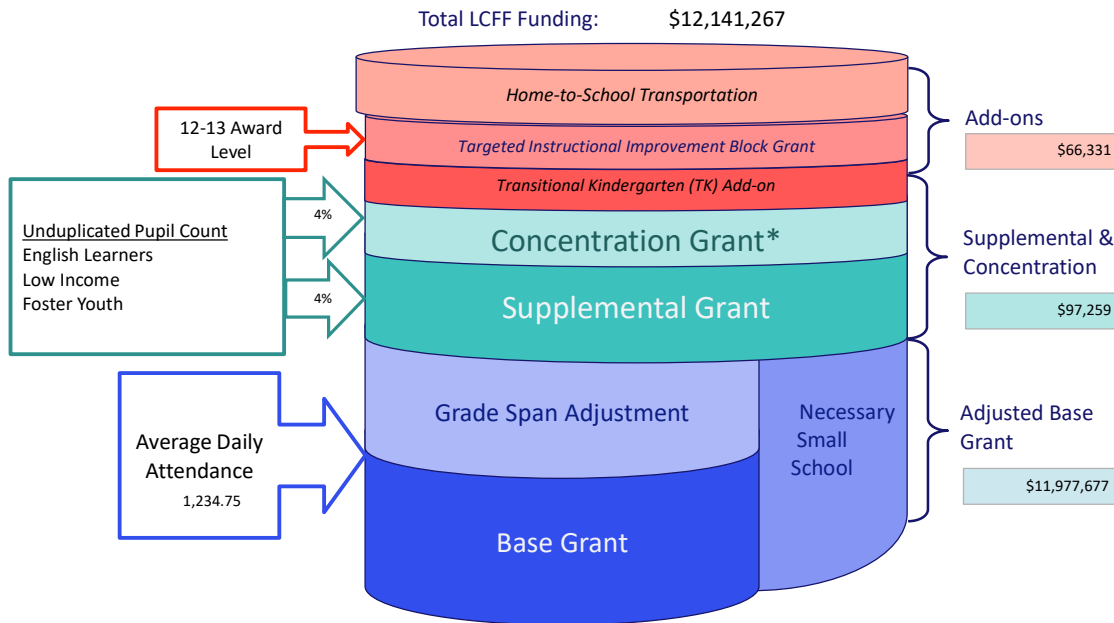 Total LCFF Funding: $12,141,267
Home-to-School Transportation
12-13 Award
Level
Targeted Instructional Improvement Block Grant
Add-ons
$66,331
Transitional Kindergarten (TK) Add-on
Unduplicated Pupil Count
English Learners
Low Income
Foster Youth
4%
4%
Concentration Grant*
Supplemental Grant
Supplemental &
Concentration
$97,259
Average Daily
Attendance
1,234.75
Grade Span Adjustment
Base Grant
Necessary
Small
School
Adjusted Base
Grant
$11,977,677